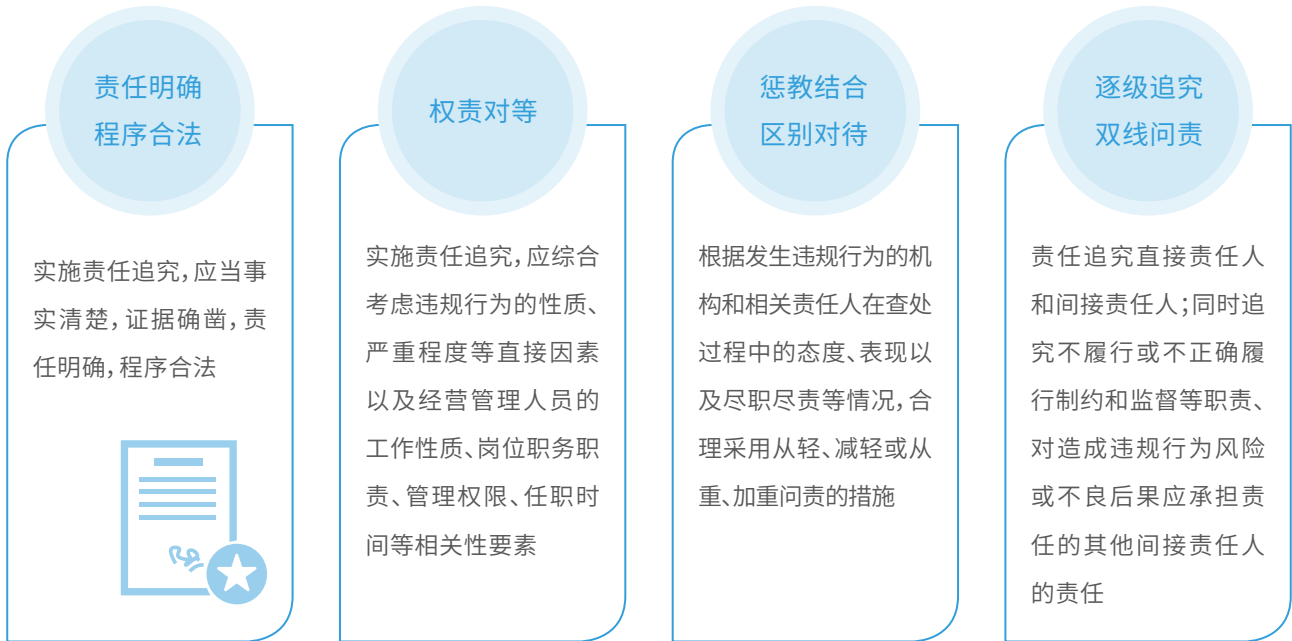 责任明确
程序合法
实施责任追究，应当事
实清楚，证据确凿，责
任明确，程序合法
权责对等
实施责任追究，应综合
考虑违规行为的性质、
严重程度等直接因素
以及经营管理人员的
工作性质、岗位职务职
责、管理权限、任职时
间等相关性要素
惩教结合
区别对待
根据发生违规行为的机
构和相关责任人在查处
过程中的态度、表现以
及尽职尽责等情况，合
理采用从轻、减轻或从
重、加重问责的措施
逐级追究
双线问责
责任追究直接责任人
和间接责任人；同时追
究不履行或不正确履
行制约和监督等职责、
对造成违规行为风险
或不良后果应承担责
任的其他间接责任人
的责任